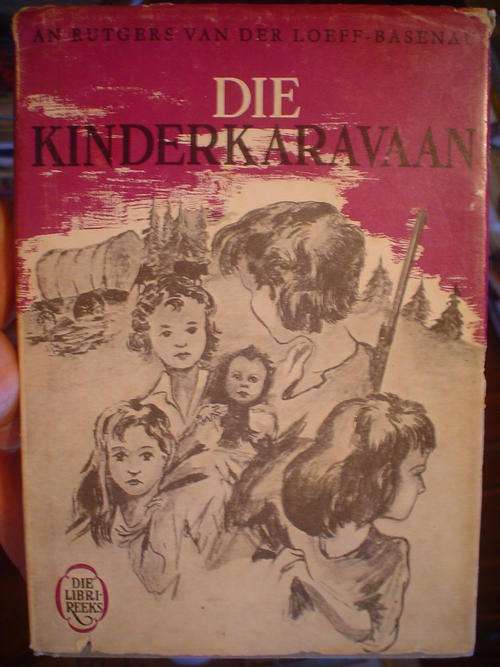 AN RUTGERS VAN DER LOEFF-BASENAU
DIE
KINDERKARAVAAN
DIE
LIBRI-
REEKS